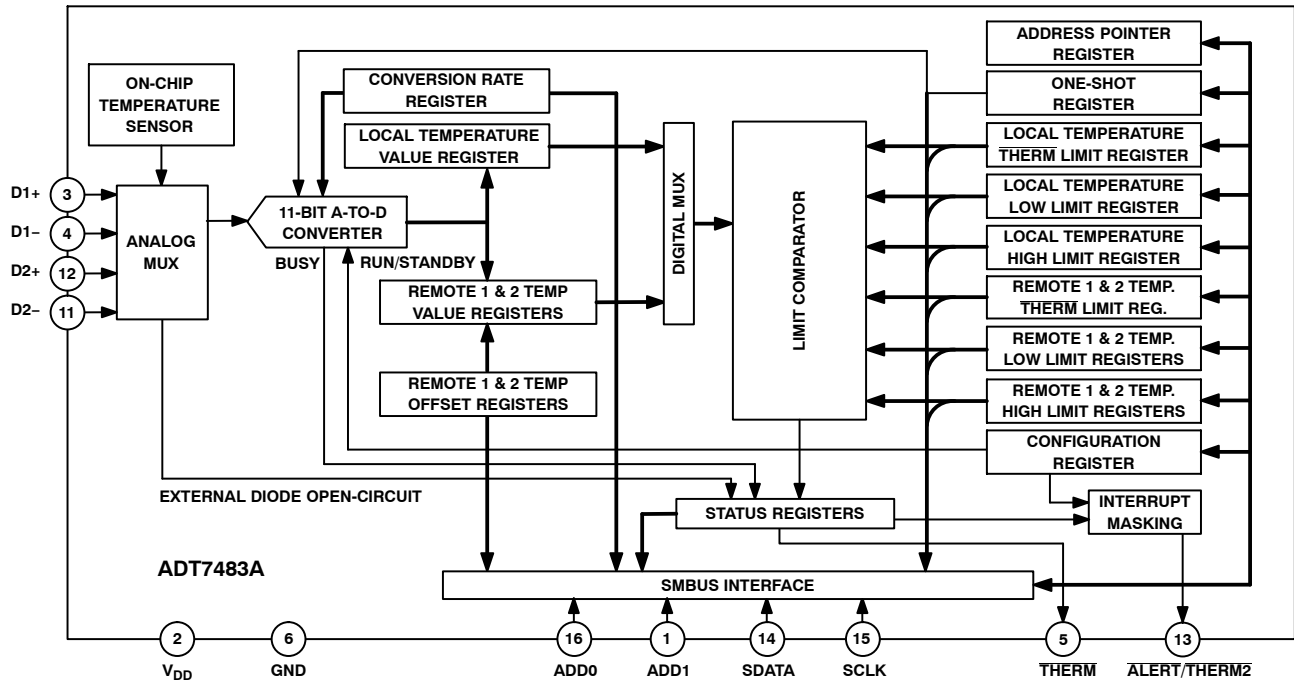 ADDRESS POINTER
REGISTER
ON-CHIP
TEMPERATURE
SENSOR
CONVERSION RATE
REGISTER
ONE-SHOT
REGISTER
LOCAL TEMPERATURE
VALUE REGISTER
LOCAL TEMPERATURE
THERM LIMIT REGISTER
D1+
3
D1–
4
D2+
12
D2–
11
ANALOG
MUX
11-BIT A-TO-D
CONVERTER
BUSY
RUN/STANDBY
DIGITAL MUX
LIMIT COMPARATOR
LOCAL TEMPERATURE
LOW LIMIT REGISTER
LOCAL TEMPERATURE
HIGH LIMIT REGISTER
REMOTE 1 & 2 TEMP
VALUE REGISTERS
REMOTE 1 & 2 TEMP.
THERM LIMIT REG.
REMOTE 1 & 2 TEMP.
LOW LIMIT REGISTERS
REMOTE 1 & 2 TEMP
OFFSET REGISTERS
REMOTE 1 & 2 TEMP.
HIGH LIMIT REGISTERS
CONFIGURATION
REGISTER
EXTERNAL DIODE OPEN-CIRCUIT
STATUS REGISTERS
INTERRUPT
MASKING
ADT7483A
SMBUS INTERFACE
2
6
16
1
14
15
5
13
VDD
GND
ADD0
ADD1
SDATA
SCLK
THERM
ALERT/THERM2